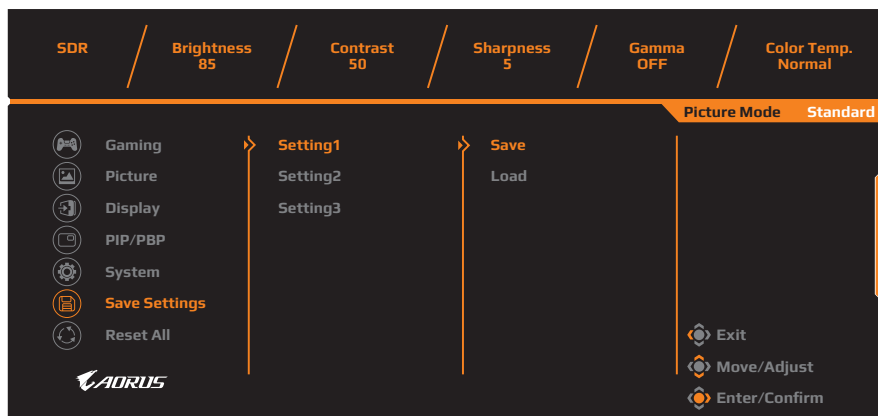 SDR Brightness Contrast Sharpness Gamma Color Temp.
85 50 5 OFF Normal
Picture Mode Standard
Gaming Setting1 Save
Picture Setting2 Load
Display Setting3
PIP/PBP
System
Save Settings
Reset All Exit
AORUS Move/Adjust
Enter/Confirm